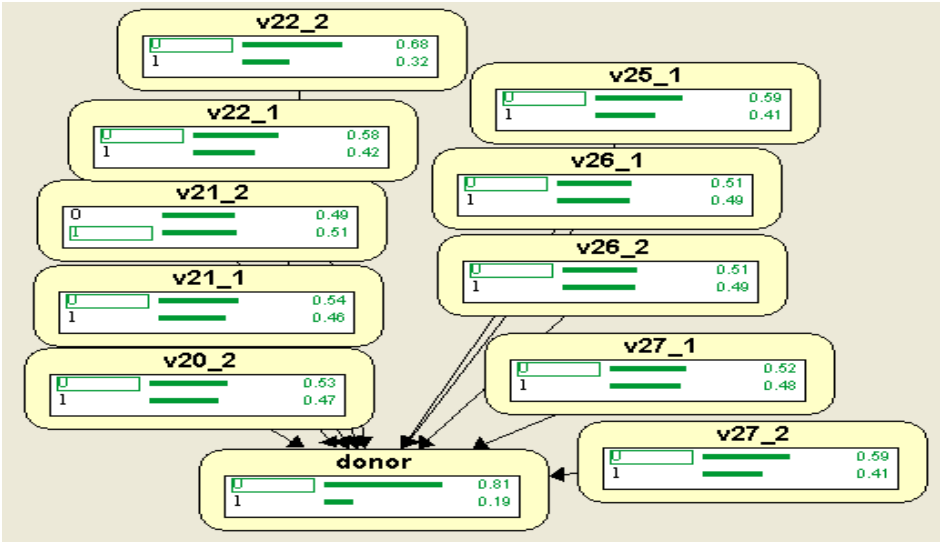 v22_2
0 0.68
1 0.32
v22_1
0 0.58
1 0.42
v21_2
0 0.49
1 0.51
v21_1
0 0.54
1 0.46
v20_2
0 0.53
1 0.47
v25_1
0 0.59
1 0.41
v26_1
0 0.51
1 0.49
v26_2
0 0.51
1 0.49
v27_1
0 0.52
1 0.48
v27_2
0 0.59
1 0.41
donor
0 0.81
1 0.19